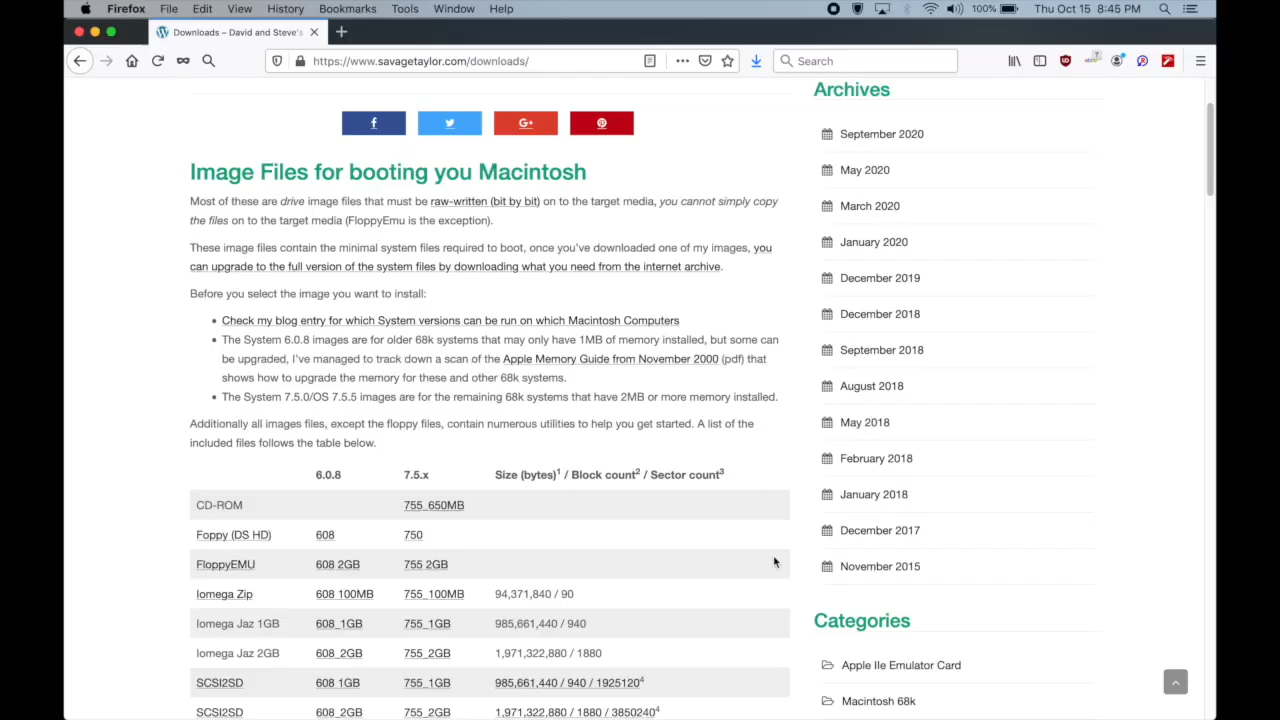 Firefox File Edit View History Bookmarks Tools Window Help 100% Thu Oct 15 8:45 PM
Downloads – David and Steve's
https://www.savagetaylor.com/downloads/ Search
Image Files for booting you Macintosh
Most of these are drive image files that must be raw-written (bit by bit) on to the target media, you cannot simply copy
the files on to the target media (FloppyEmu is the exception).
These image files contain the minimal system files required to boot, once you've downloaded one of my images, you
can upgrade to the full version of the system files by downloading what you need from the internet archive.
Before you select the image you want to install:
• Check my blog entry for which System versions can be run on which Macintosh Computers
• The System 6.0.8 images are for older 68k systems that may only have 1MB of memory installed, but some can
be upgraded, I've managed to track down a scan of the Apple Memory Guide from November 2000 (pdf) that
shows how to upgrade the memory for these and other 68k systems.
• The System 7.5.0/OS 7.5.5 images are for the remaining 68k systems that have 2MB or more memory installed.
Additionally all images files, except the floppy files, contain numerous utilities to help you get started. A list of the
included files follows the table below.
6.0.8 7.5.x Size (bytes)1 / Block count2 / Sector count3
CD-ROM 755_650MB
Foppy (DS HD) 608 750
FloppyEMU 608 2GB 755 2GB
Iomega Zip 608 100MB 755_100MB 94,371,840 / 90
Iomega Jaz 1GB 608_1GB 755_1GB 985,661,440 / 940
Iomega Jaz 2GB 608_2GB 755_2GB 1,971,322,880 / 1880
SCSI2SD 608 1GB 755_1GB 985,661,440 / 940 / 19251204
SCSI2SD 608_2GB 755_2GB 1,971,322,880 / 1880 / 38502404
Archives
September 2020
May 2020
March 2020
January 2020
December 2019
December 2018
September 2018
August 2018
May 2018
February 2018
January 2018
December 2017
November 2015
Categories
Apple IIe Emulator Card
Macintosh 68k